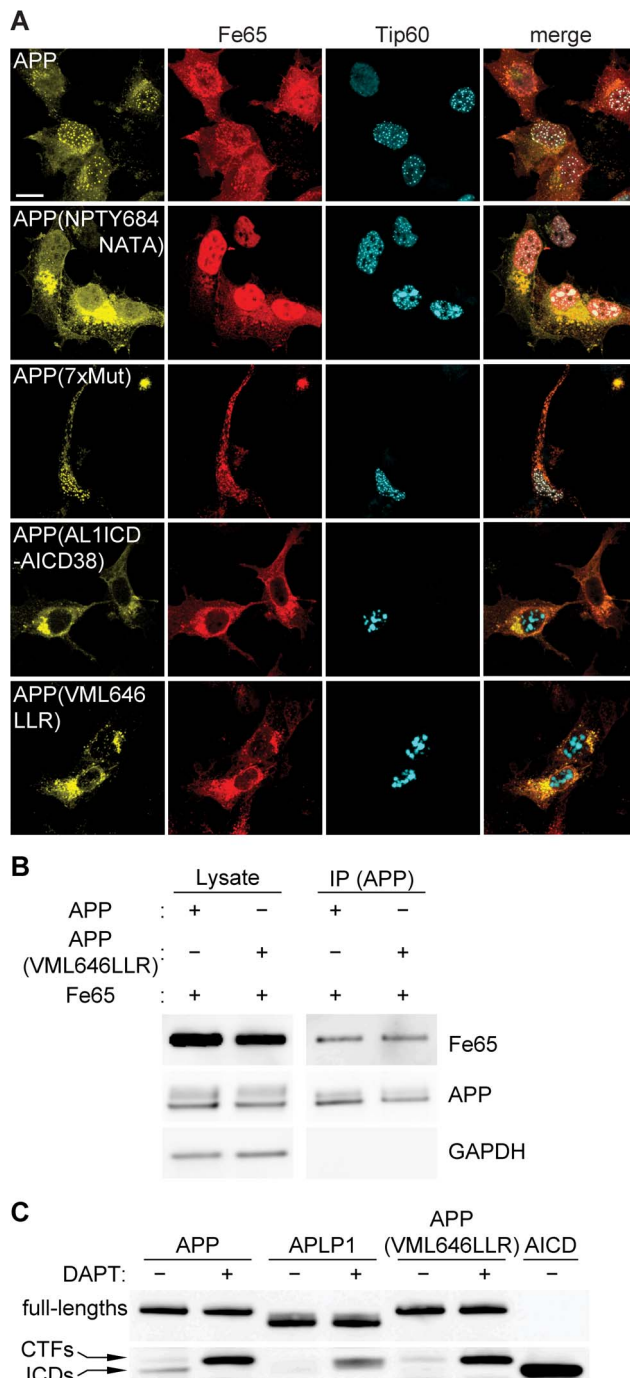 A
Fe65 Tip60 merge
APP
APP(NPTY684
NATA)
APP(7xMut)
APP(AL1ICD
-AICD38)
APP(VML646
LLR)
B
Lysate IP (APP)
APP : + – + –
APP
(VML646LLR) : – + – +
Fe65 : + + + +
Fe65
APP
GAPDH
C
APP
APP APLP1 (VML646LLR) AICD
DAPT: – + – + – + –
full-lengths
CTFs
ICDs